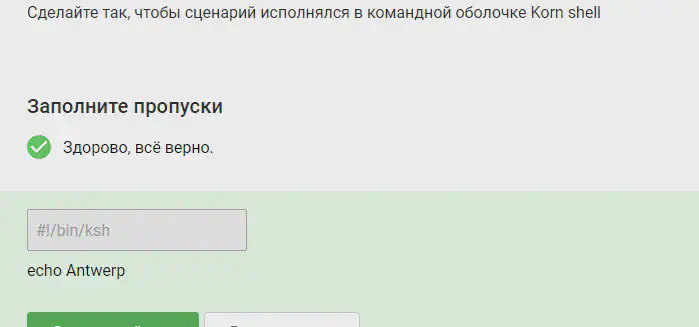 Сделайте так, чтобы сценарий исполнялся в командной оболочке Korn shell
Заполните пропуски
Здорово, всё верно.
#!/bin/ksh
echo Antwerp